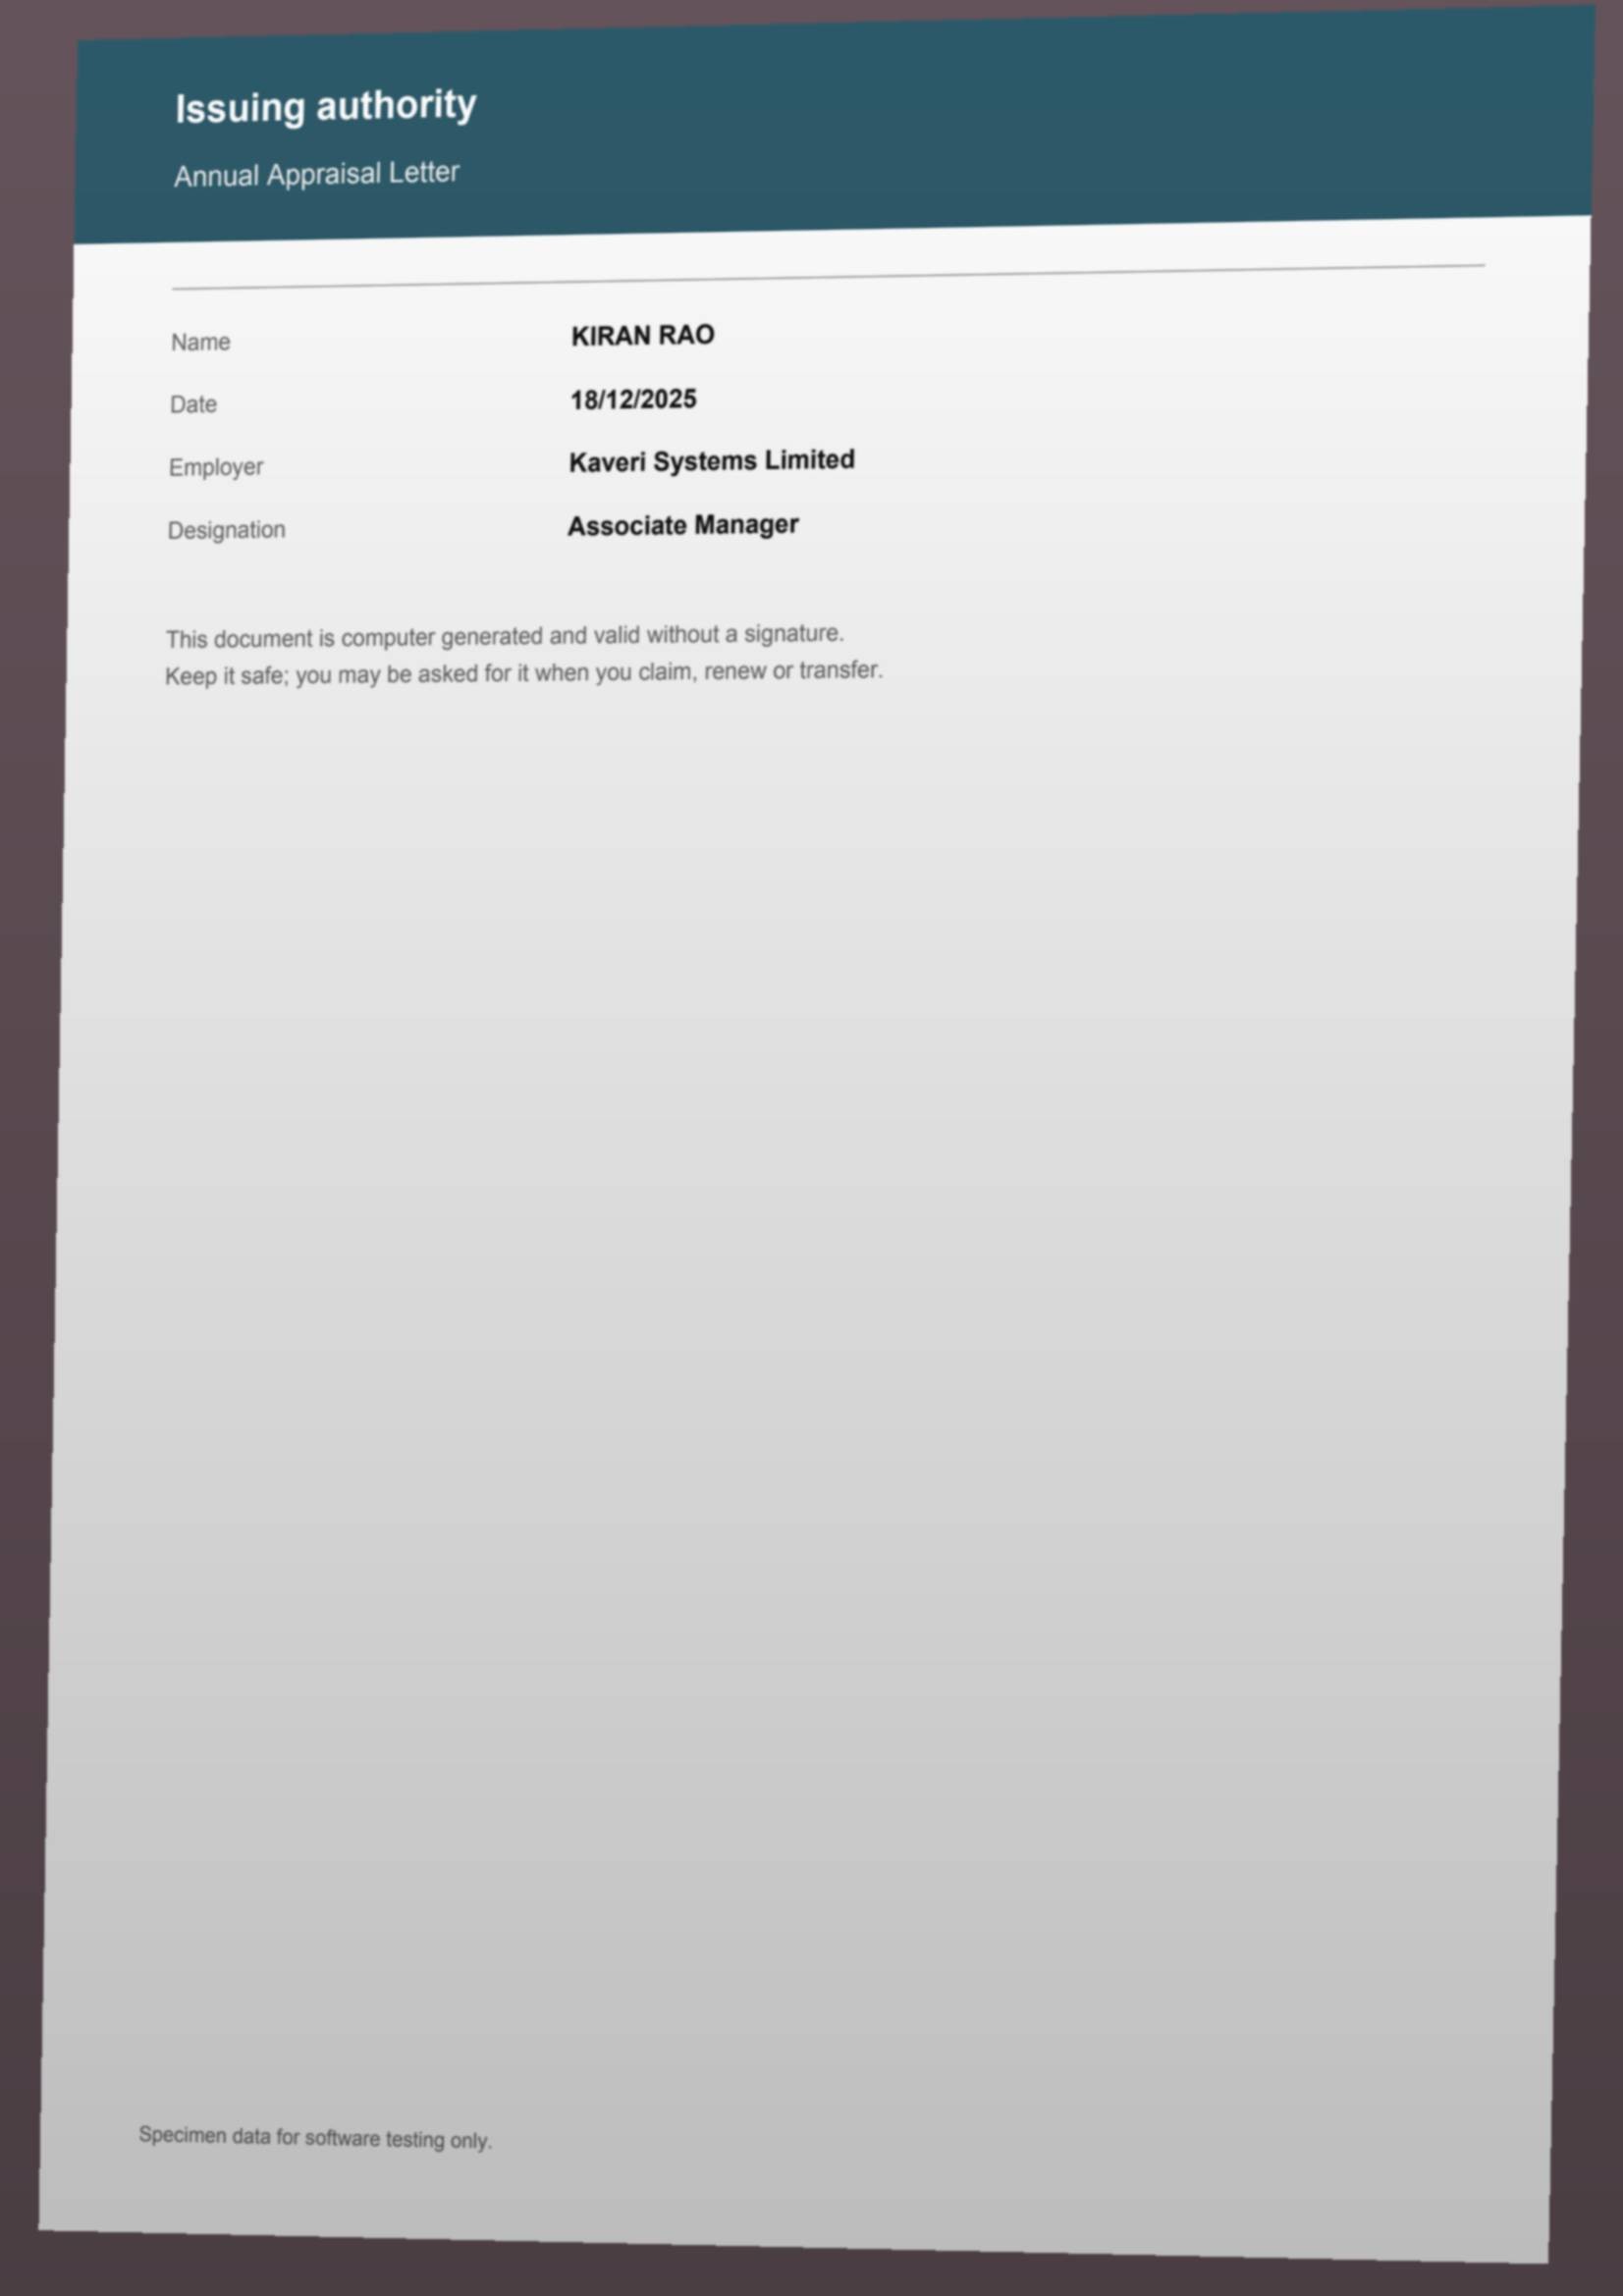 Issuing authority
Annual Appraisal Letter
Name KIRAN RAO
Date 18/12/2025
Employer Kaveri Systems Limited
Designation Associate Manager
This document is computer generated and valid without a signature.
Keep it safe; you may be asked for it when you claim, renew or transfer.
Specimen data for software testing only.